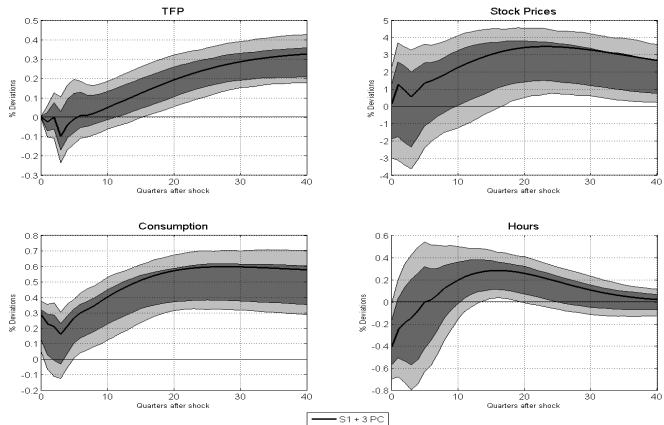 TFP
% Deviations
0.5
0.4
0.3
0.2
0.1
0
-0.1
-0.2
-0.3
0 10 20 30 40
Quarters after shock
Stock Prices
% Deviations
5
4
3
2
1
0
-1
-2
-3
-4
0 10 20 30 40
Quarters after shock
Consumption
% Deviations
0.8
0.7
0.6
0.5
0.4
0.3
0.2
0.1
0
-0.1
-0.2
0 10 20 30 40
Quarters after shock
Hours
% Deviations
0.6
0.4
0.2
0
-0.2
-0.4
-0.6
-0.8
0 10 20 30 40
Quarters after shock
S1 + 3 PC